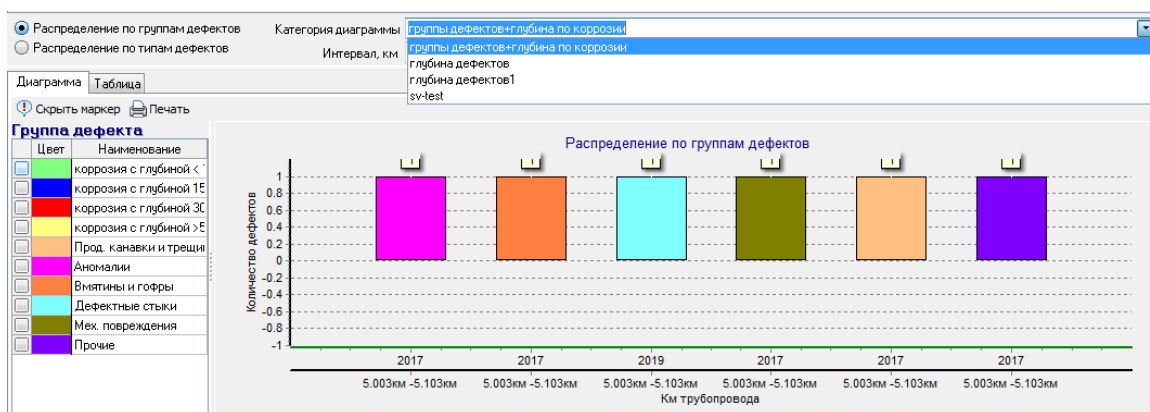 Распределение по группам дефектов
Категория диаграммы группы дефектов+глубина по коррозии
Распределение по типам дефектов
Интервал, км
группы дефектов+глубина по коррозии
глубина дефектов
глубина дефектов1
sv-test
Диаграмма Таблица
Скрыть маркер Печать
Группа дефекта
Цвет Наименование
коррозия с глубиной <
коррозия с глубиной 15
коррозия с глубиной 30
коррозия с глубиной >5
Прод. канавки и трещи
Аномалии
Вмятины и гофры
Дефектные стыки
Мех. повреждения
Прочие
Распределение по группам дефектов
Количество дефектов
1
0.8
0.6
0.4
0.2
0
-0.2
-0.4
-0.6
-0.8
-1
2017 2017 2019 2017 2017 2017
5.003км -5.103км 5.003км -5.103км 5.003км -5.103км 5.003км -5.103км 5.003км -5.103км 5.003км -5.103км
Км трубопровода